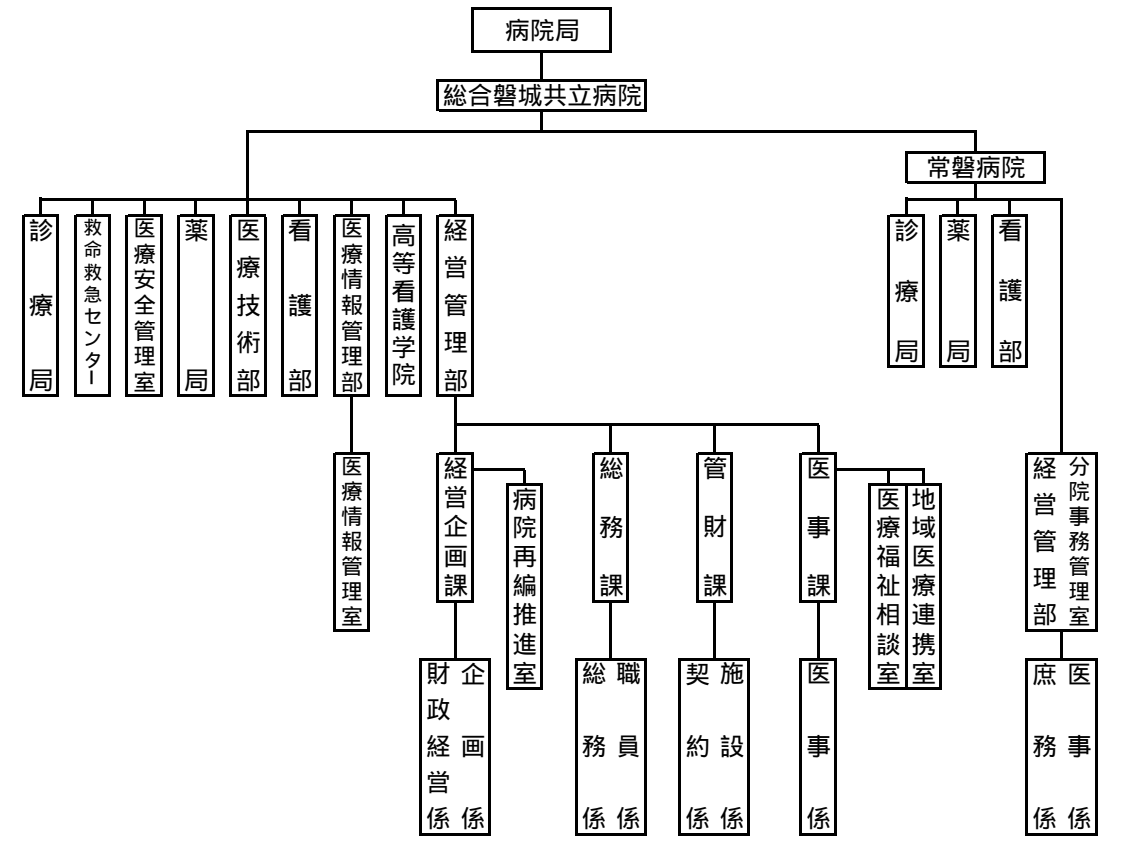 病院局
総合磐城共立病院
常磐病院
診療局
救命救急センター
医療安全管理室
薬局
医療技術部
看護部
医療情報管理部
高等看護学院
経営管理部
診療局
薬局
看護部
医療情報管理室
経営企画課
病院再編推進室
総務課
管財課
医事課
医療福祉相談室
地域医療連携室
経営管理部
分院事務管理室
財政経営係
企画係
総務係
職員係
契約係
施設係
医事係
庶務係
医事係